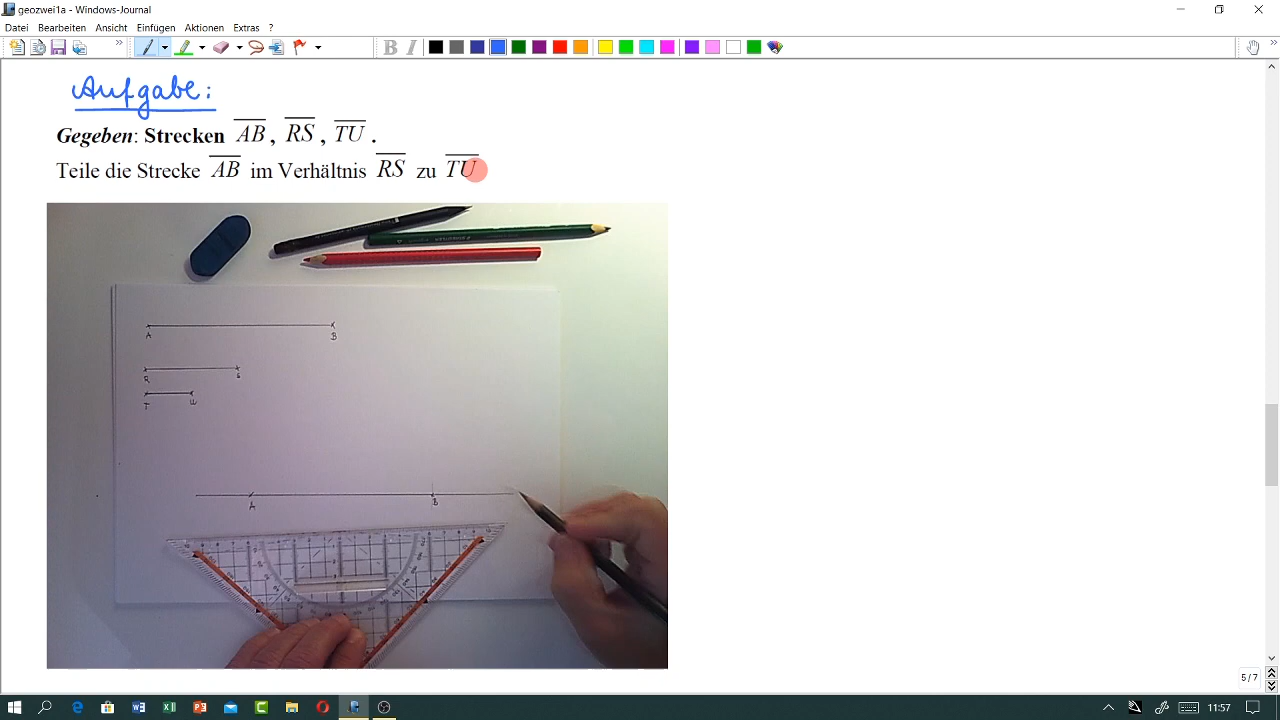 geozwei1a - Windows-Journal
Datei Bearbeiten Ansicht Einfügen Aktionen Extras ?
B I
Aufgabe:
Gegeben: Strecken AB, RS, TU.
Teile die Strecke AB im Verhältnis RS zu TU
A B
R S
T U
A B
5/7
11:57